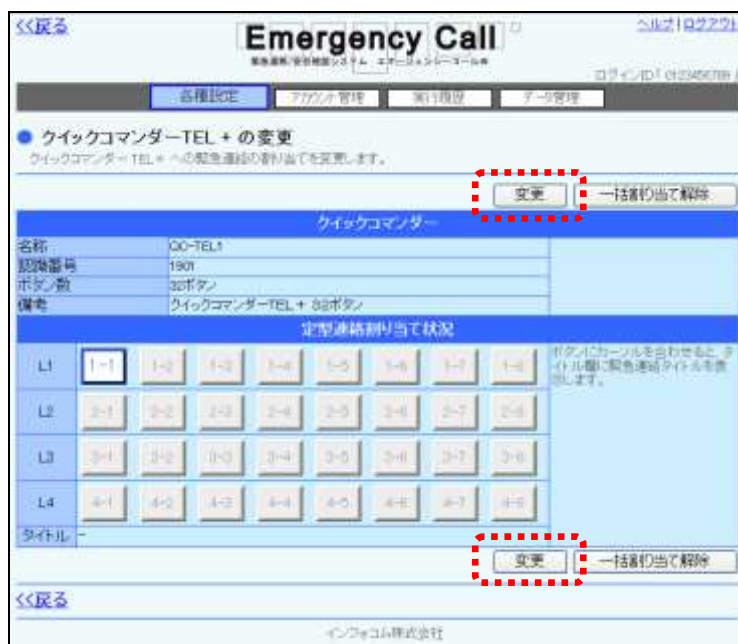 <<戻る
ヘルプ|ログアウト
Emergency Call
緊急連絡/安否確認システム エマージェンシーコール
ログインID:0123456789
各種設定 アカウント管理 実行履歴 データ管理
クイックコマンダーTEL + の変更
クイックコマンダーTEL+ への緊急連絡の割り当てを変更します。
変更 一括割り当て解除
クイックコマンダー
名称 QC-TEL1
認識番号 1901
ボタン数 32ボタン
備考 クイックコマンダーTEL+ 32ボタン
定型連絡割り当て状況
L1 1-1 1-2 1-3 1-4 1-5 1-6 1-7 1-8
ボタンにカーソルを合わせると、タイトル欄に緊急連絡タイトルを表示します。
L2 2-1 2-2 2-3 2-4 2-5 2-6 2-7 2-8
L3 3-1 3-2 3-3 3-4 3-5 3-6 3-7 3-8
L4 4-1 4-2 4-3 4-4 4-5 4-6 4-7 4-8
タイトル -
変更 一括割り当て解除
<<戻る
インフォコム株式会社